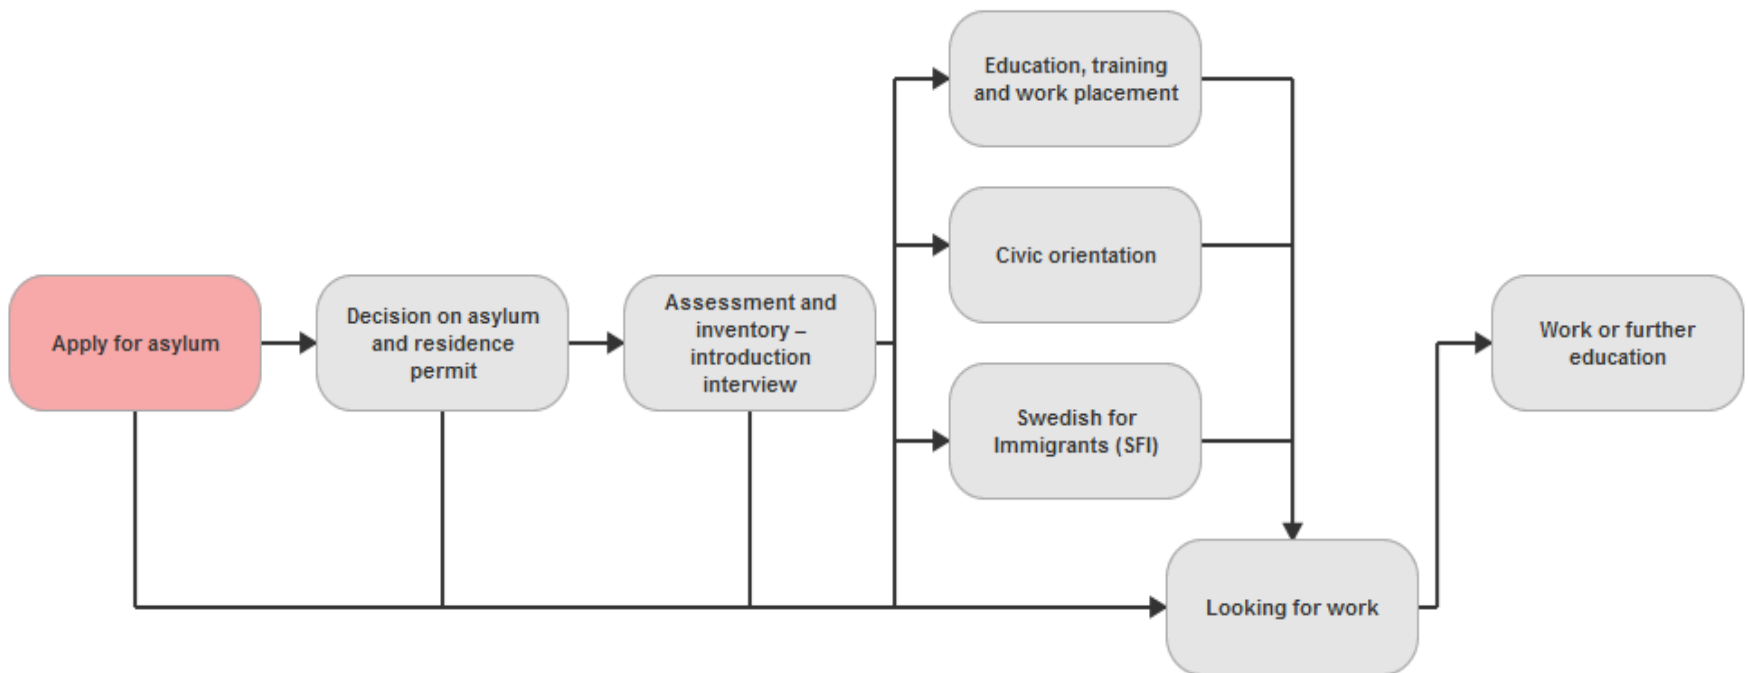 Education, training
and work placement
Civic orientation
Apply for asylum
Decision on asylum
and residence
permit
Assessment and
inventory –
introduction
interview
Swedish for
Immigrants (SFI)
Work or further
education
Looking for work